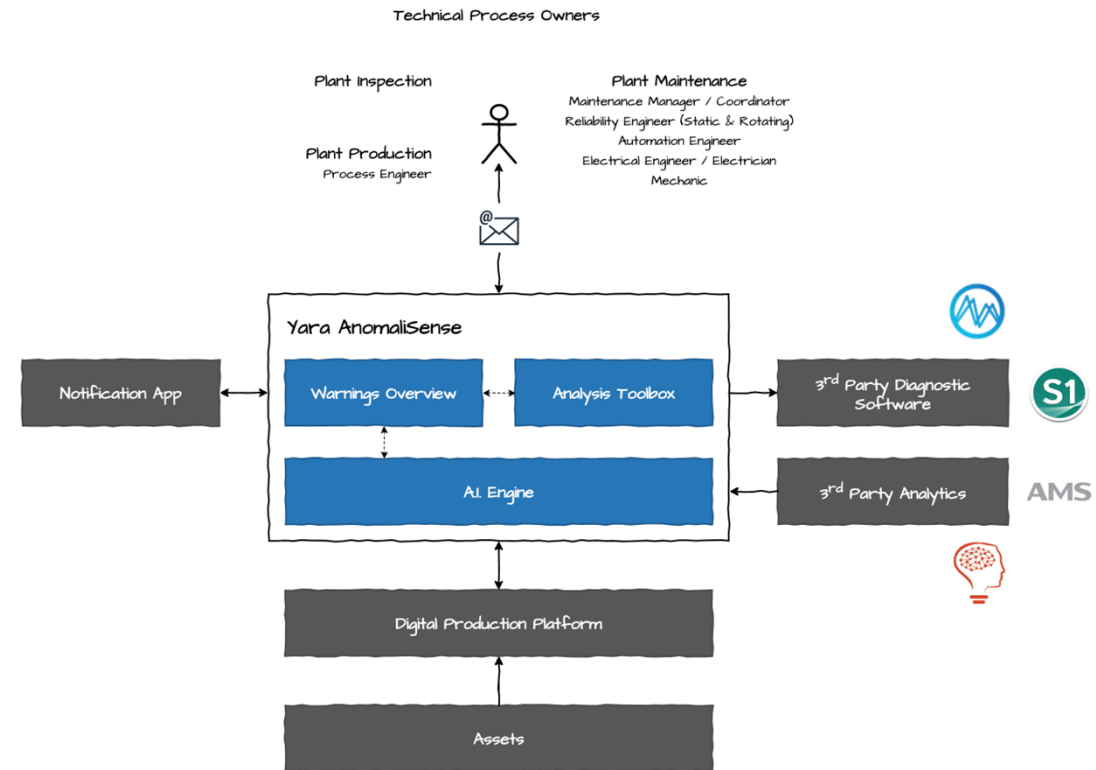 Technical Process Owners
Plant Inspection
Plant Production
Process Engineer
Plant Maintenance
Maintenance Manager / Coordinator
Reliability Engineer (Static & Rotating)
Automation Engineer
Electrical Engineer / Electrician
Mechanic
@
Yara AnomaliSense
Notification App
Warnings Overview
Analysis Toolbox
3rd Party Diagnostic
Software
S1
A.I. Engine
3rd Party Analytics
AMS
Digital Production Platform
Assets